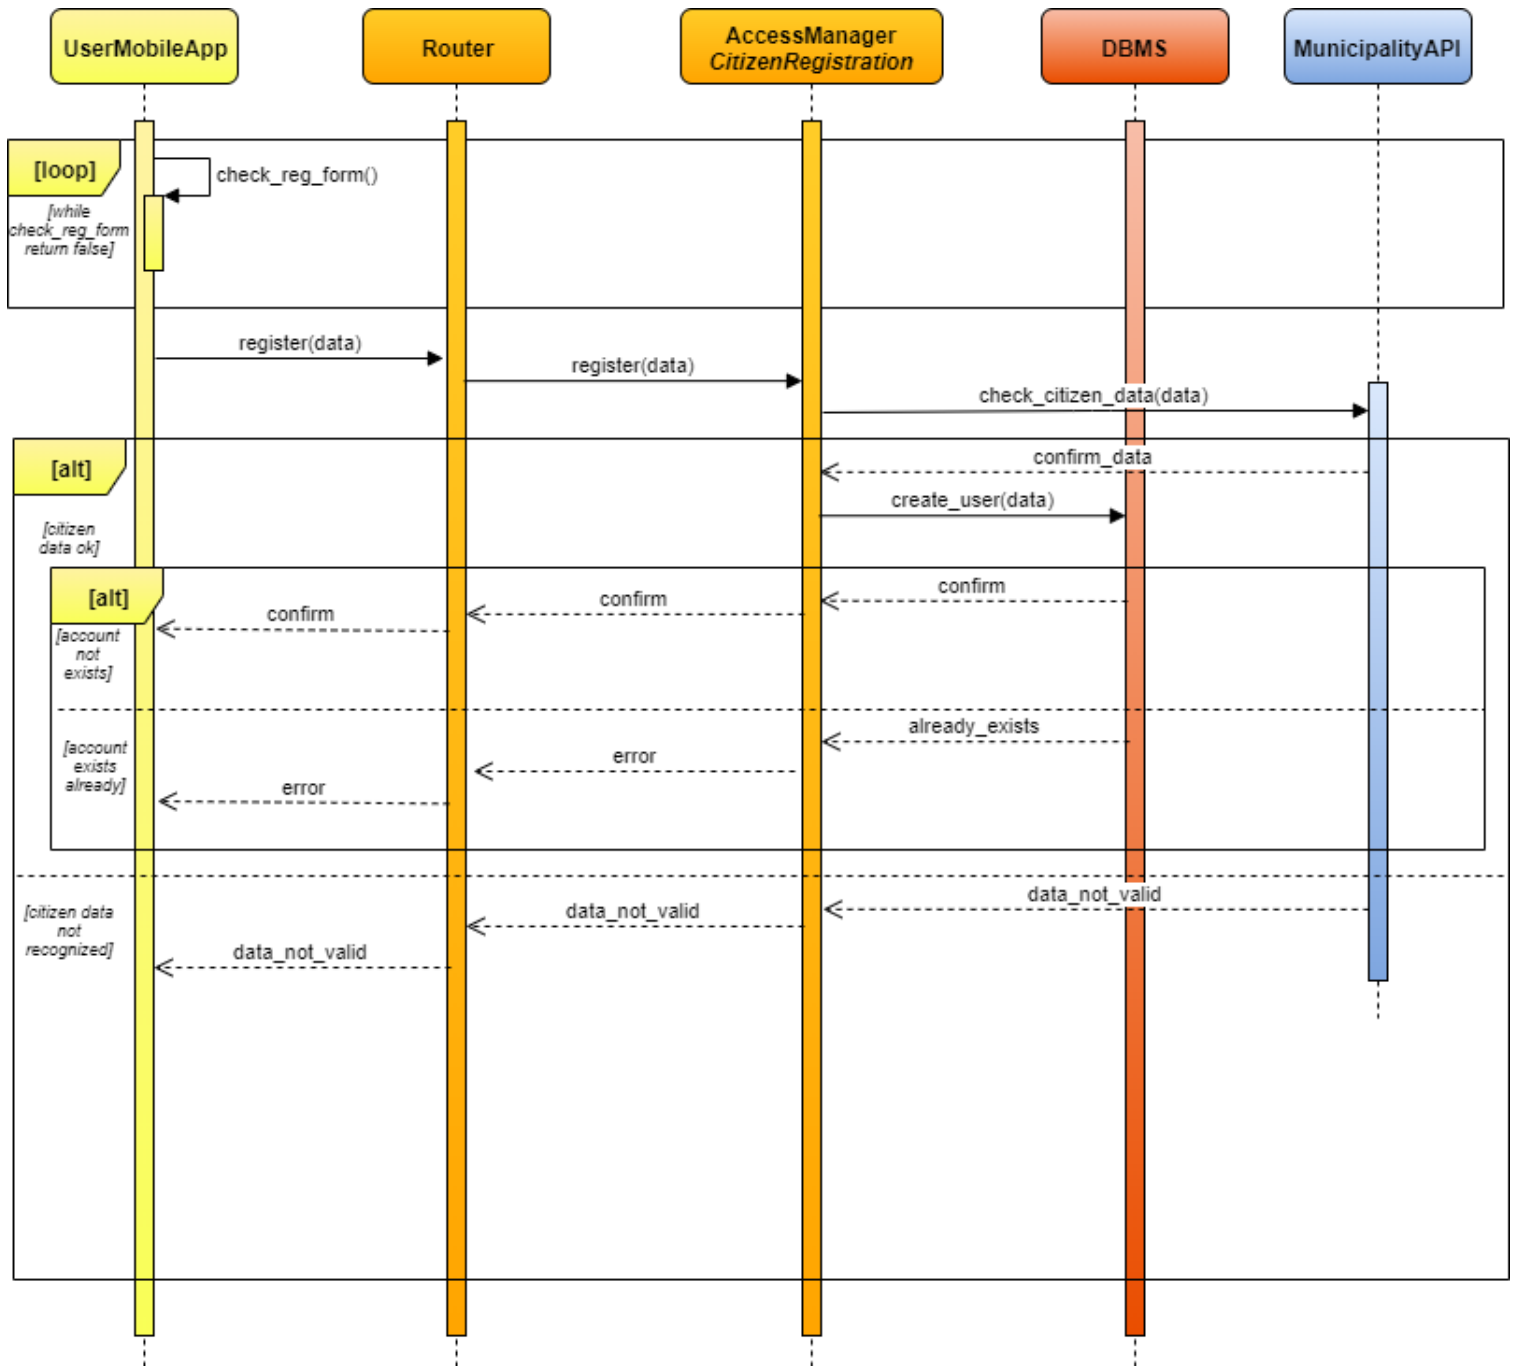 UserMobileApp
Router
AccessManager
CitizenRegistration
DBMS
MunicipalityAPI
[loop]
check_reg_form()
[while
check_reg_form
return false]
register(data)
register(data)
check_citizen_data(data)
[alt]
confirm_data
create_user(data)
[citizen
data ok]
[alt]
confirm
confirm
confirm
[account
not
exists]
already_exists
error
error
[account
exists
already]
data_not_valid
data_not_valid
data_not_valid
[citizen data
not
recognized]